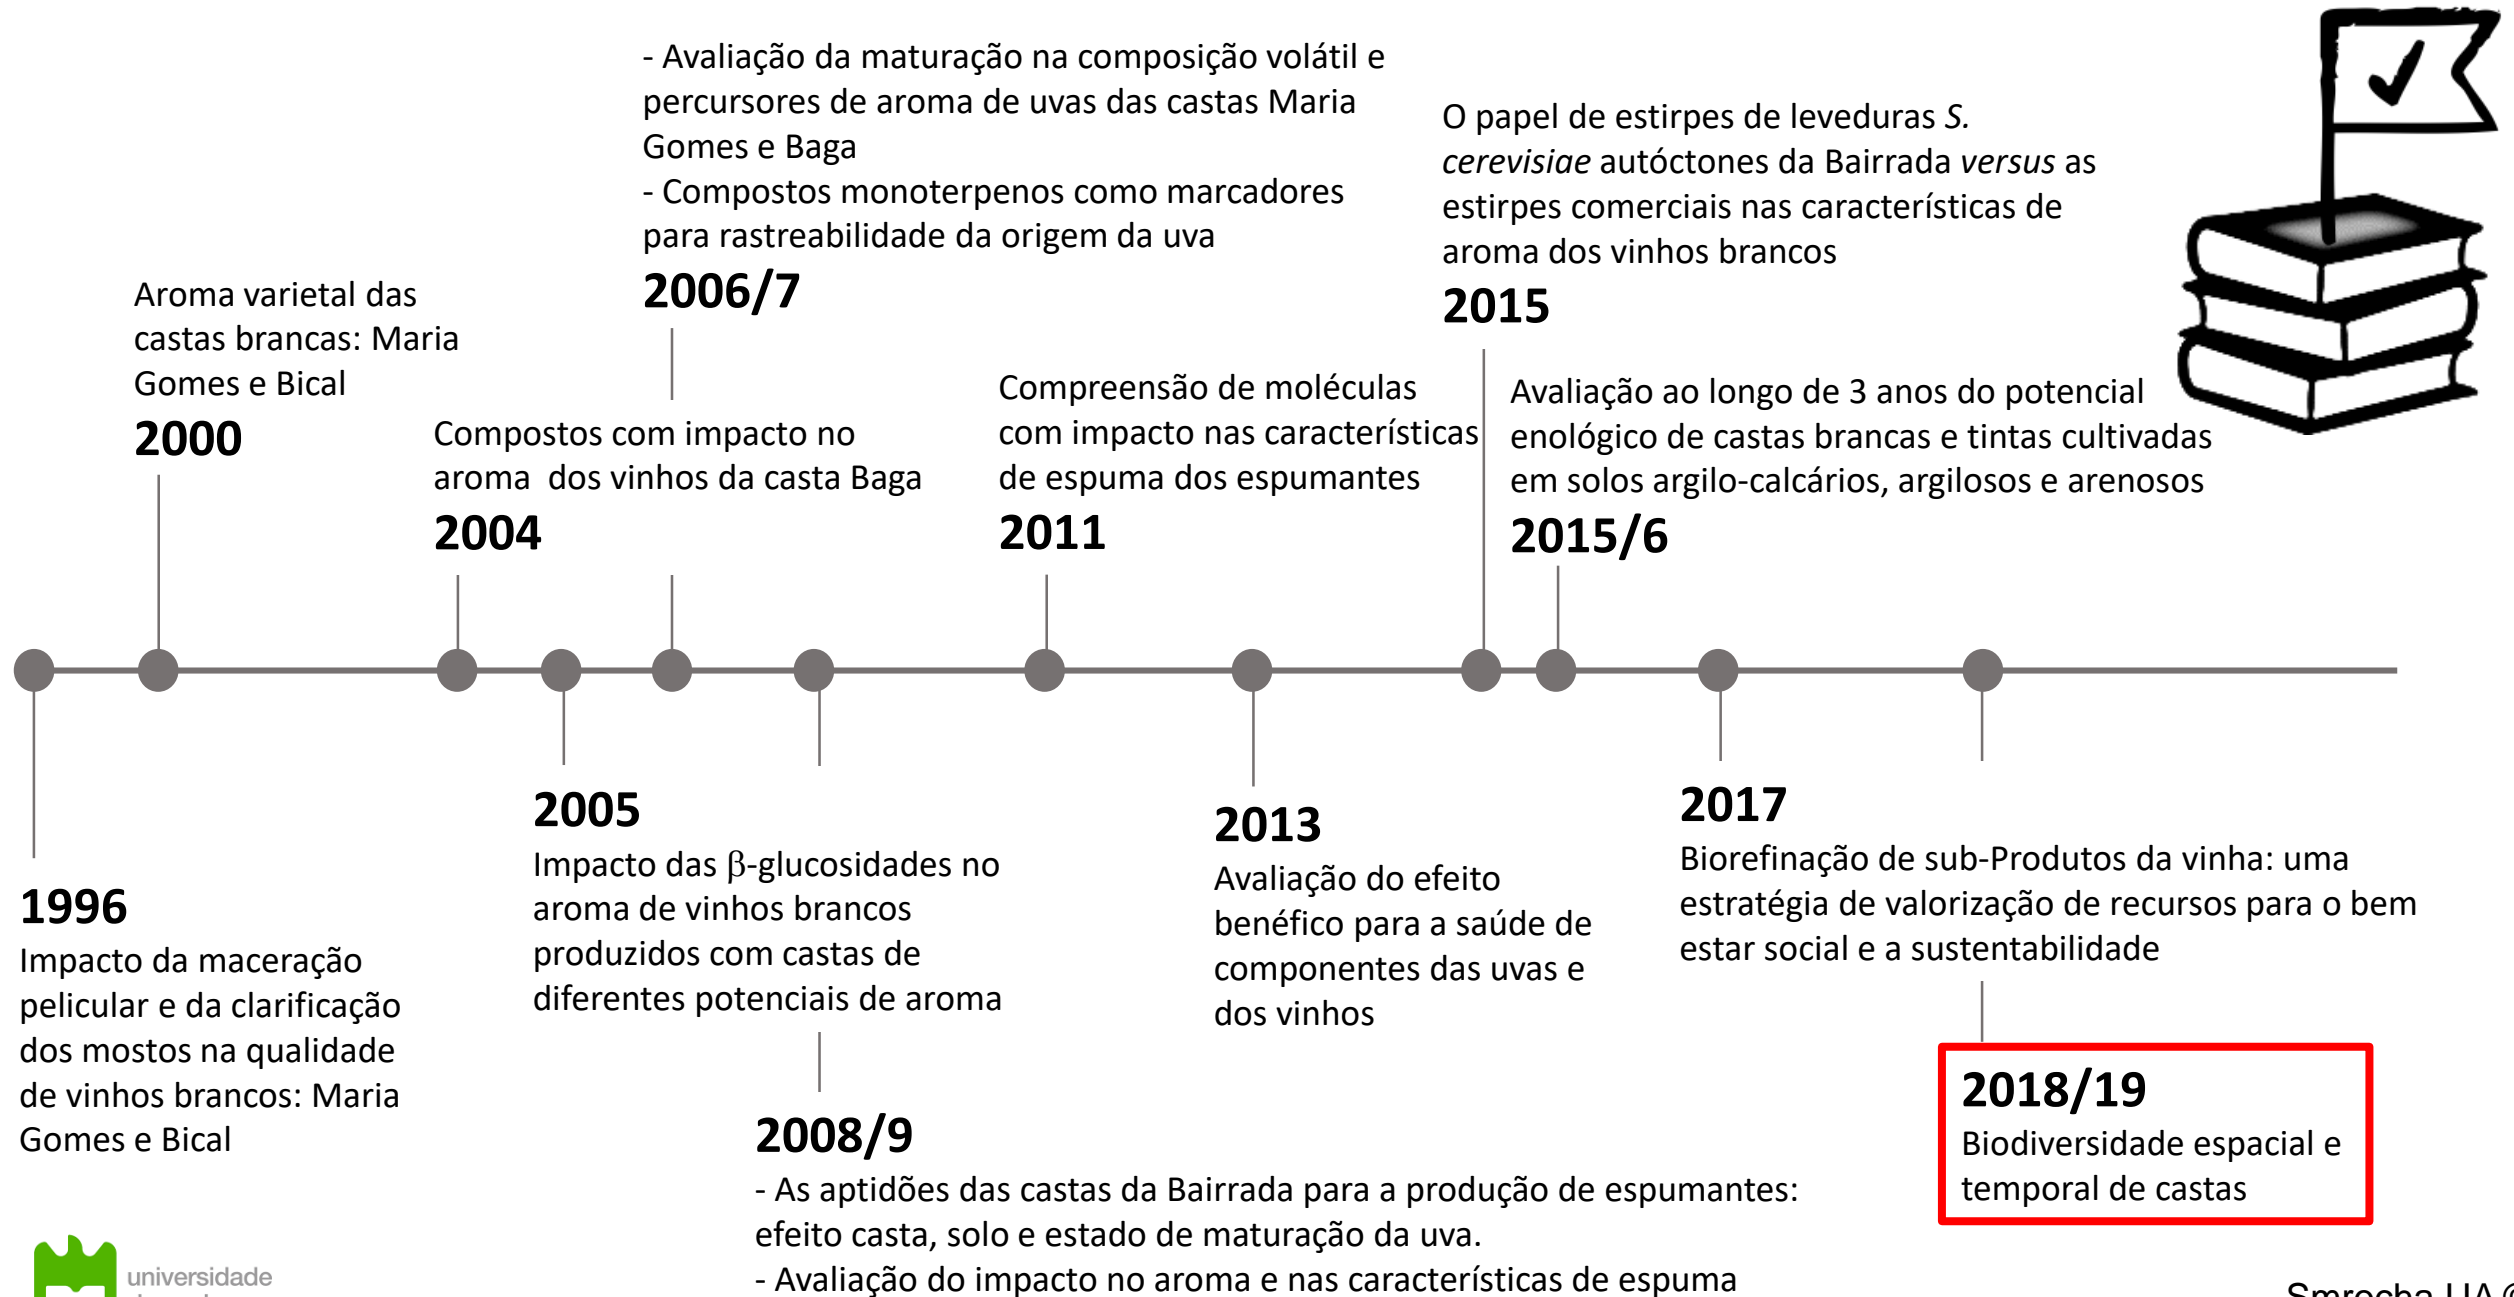 - Avaliação da maturação na composição volátil e
percursores de aroma de uvas das castas Maria
Gomes e Baga
- Compostos monoterpenos como marcadores
para rastreabilidade da origem da uva
2006/7
O papel de estirpes de leveduras S.
cerevisiae autóctones da Bairrada versus as
estirpes comerciais nas características de
aroma dos vinhos brancos
2015
Aroma varietal das
castas brancas: Maria
Gomes e Bical
2000
Compostos com impacto no
aroma  dos vinhos da casta Baga
2004
Compreensão de moléculas
com impacto nas características
de espuma dos espumantes
2011
Avaliação ao longo de 3 anos do potencial
enológico de castas brancas e tintas cultivadas
em solos argilo-calcários, argilosos e arenosos
2015/6
1996
Impacto da maceração
pelicular e da clarificação
dos mostos na qualidade
de vinhos brancos: Maria
Gomes e Bical
2005
Impacto das β-glucosidades no
aroma de vinhos brancos
produzidos com castas de
diferentes potenciais de aroma
2008/9
- As aptidões das castas da Bairrada para a produção de espumantes:
efeito casta, solo e estado de maturação da uva.
- Avaliação do impacto no aroma e nas características de espuma
2013
Avaliação do efeito
benéfico para a saúde de
componentes das uvas e
dos vinhos
2017
Biorefinação de sub-Produtos da vinha: uma
estratégia de valorização de recursos para o bem
estar social e a sustentabilidade
2018/19
Biodiversidade espacial e
temporal de castas
universidade
Smrocha UA©